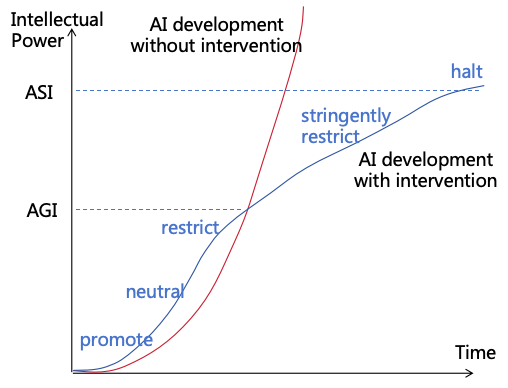 Intellectual
Power
AI development
without intervention
ASI
halt
stringently
restrict
AI development
with intervention
AGI
restrict
neutral
promote
Time